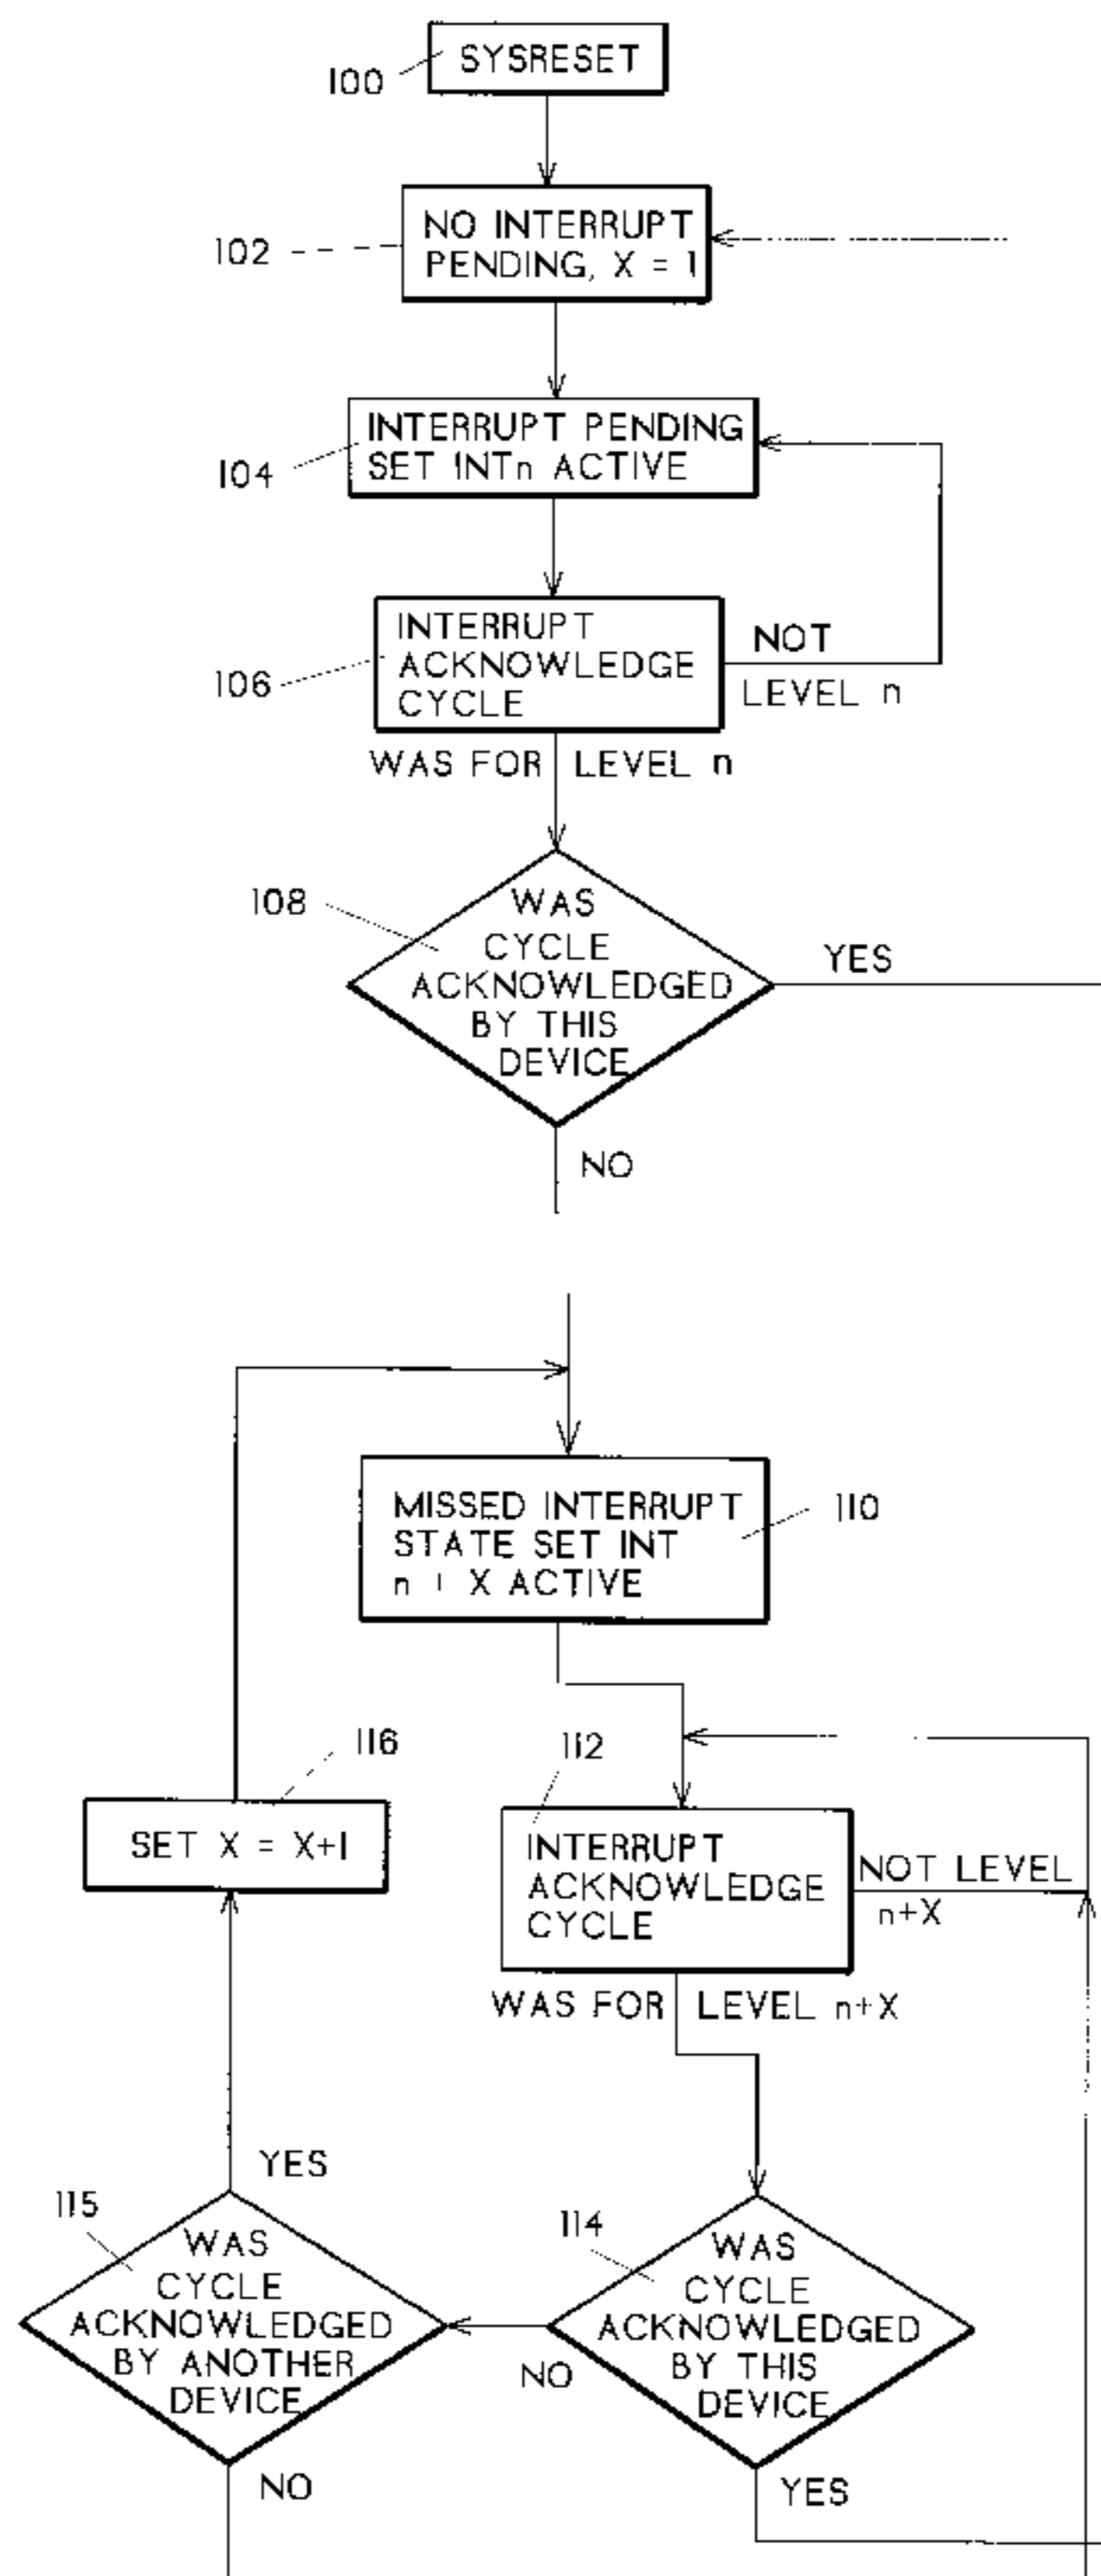 SYSRESET
100
NO INTERRUPT
PENDING, X = 1
102
INTERRUPT PENDING
SET INTn ACTIVE
104
INTERRUPT
ACKNOWLEDGE
CYCLE
106
NOT
LEVEL n
WAS FOR LEVEL n
108
WAS
CYCLE
ACKNOWLEDGED
BY THIS
DEVICE
YES
NO
MISSED INTERRUPT
STATE SET INT
n + X ACTIVE
110
116
SET X = X+1
112
INTERRUPT
ACKNOWLEDGE
CYCLE
NOT LEVEL
n+X
WAS FOR LEVEL n+X
YES
115
WAS
CYCLE
ACKNOWLEDGED
BY ANOTHER
DEVICE
NO
114
WAS
CYCLE
ACKNOWLEDGED
BY THIS
DEVICE
NO
YES